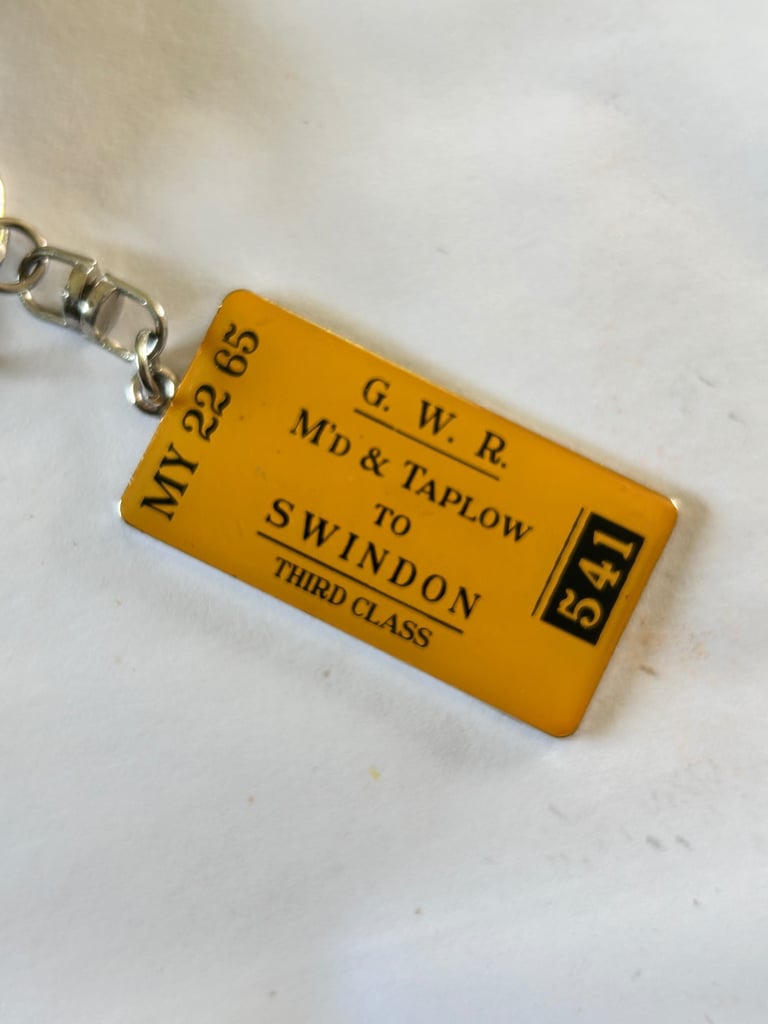 MY 22 65
G. W. R.
M'D & TAPLOW
TO
SWINDON
THIRD CLASS
541